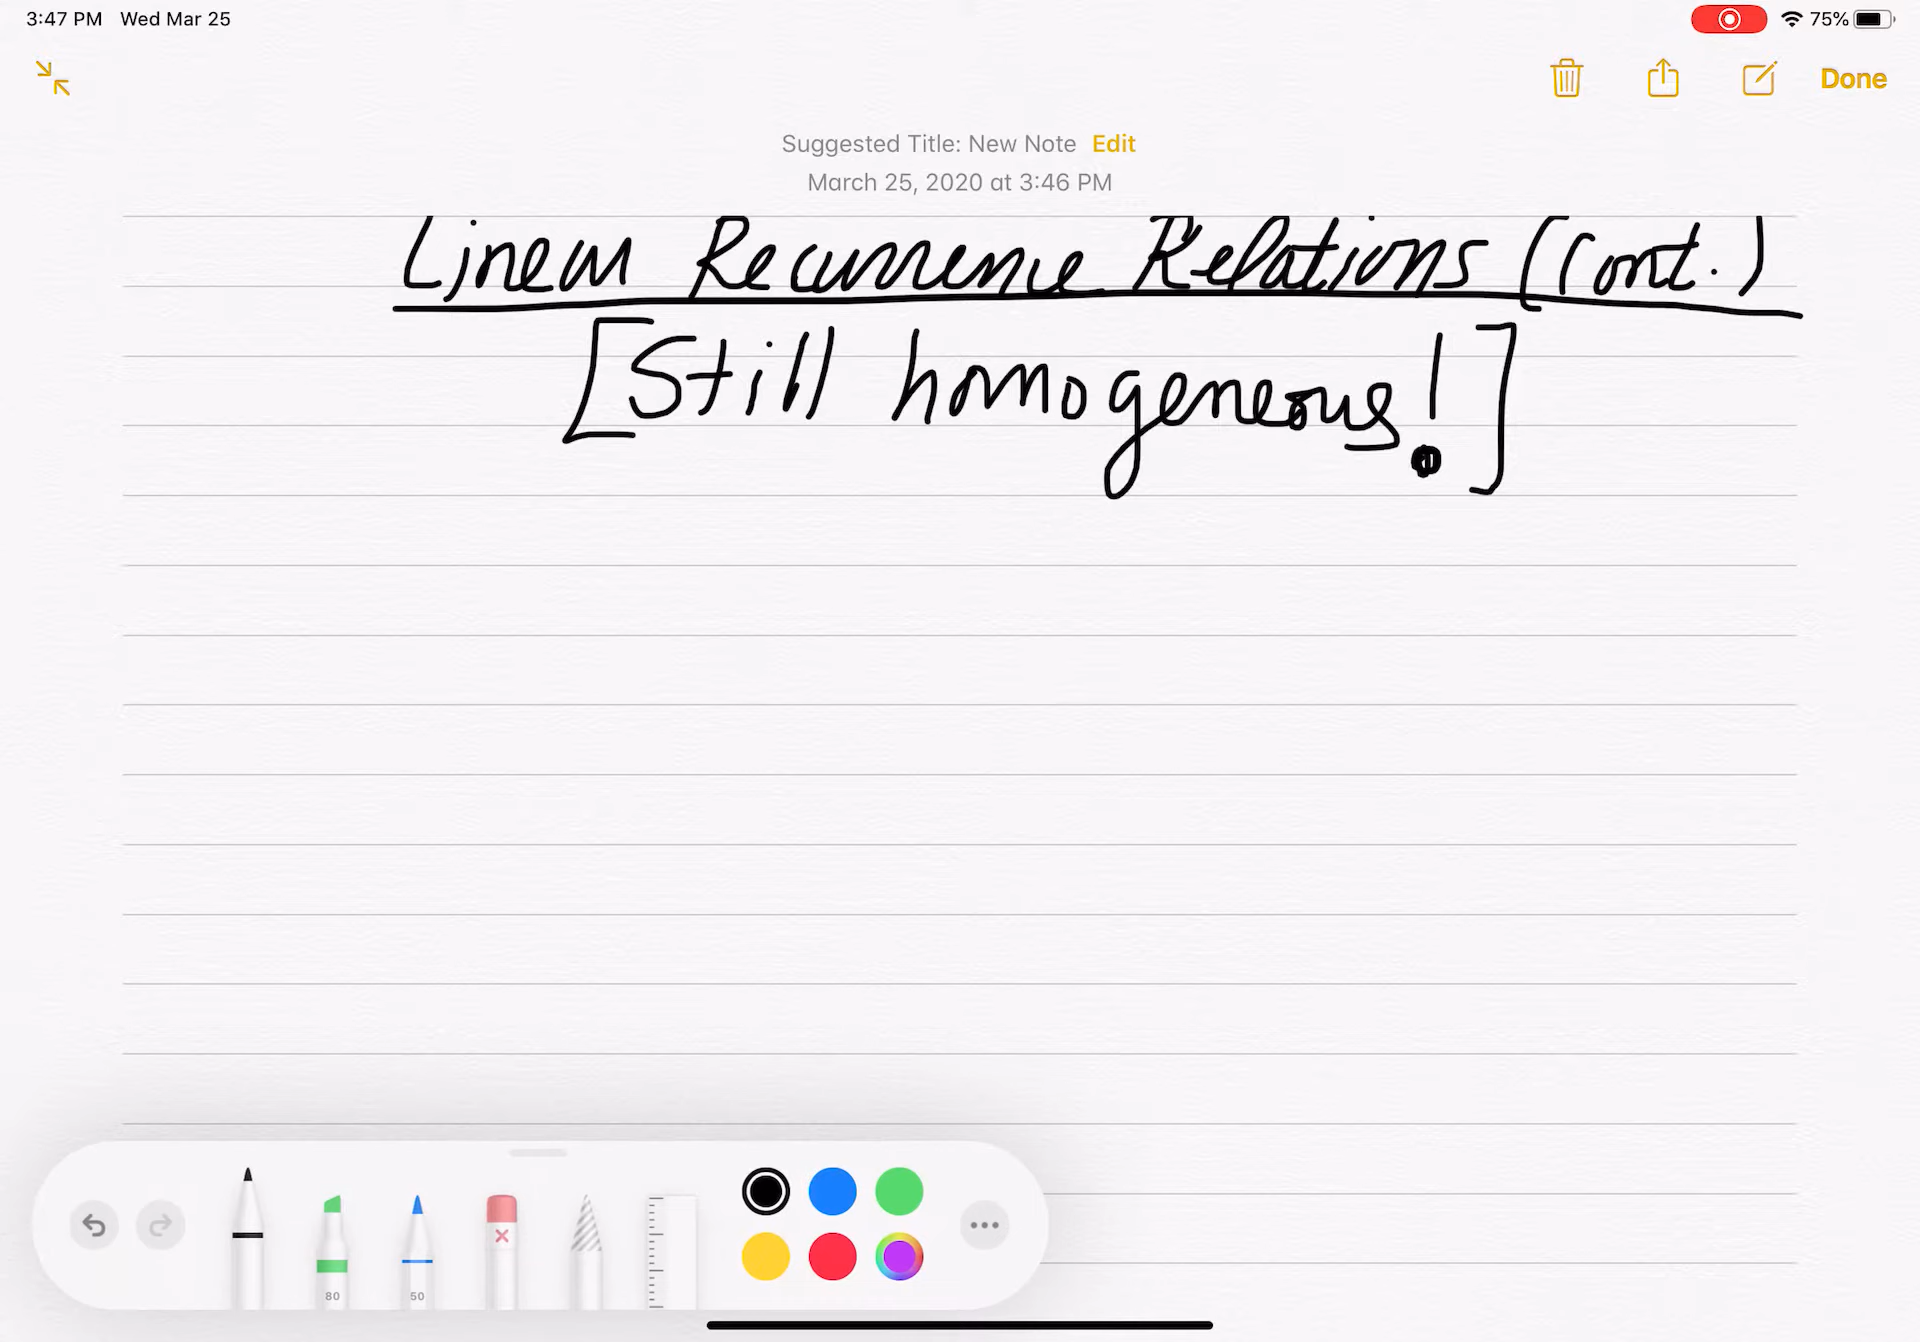 3:47 PM Wed Mar 25 75%
Done
Suggested Title: New Note Edit
March 25, 2020 at 3:46 PM
Linear Recurrence Relations (Cont.)
[Still homogeneous!]
80 50